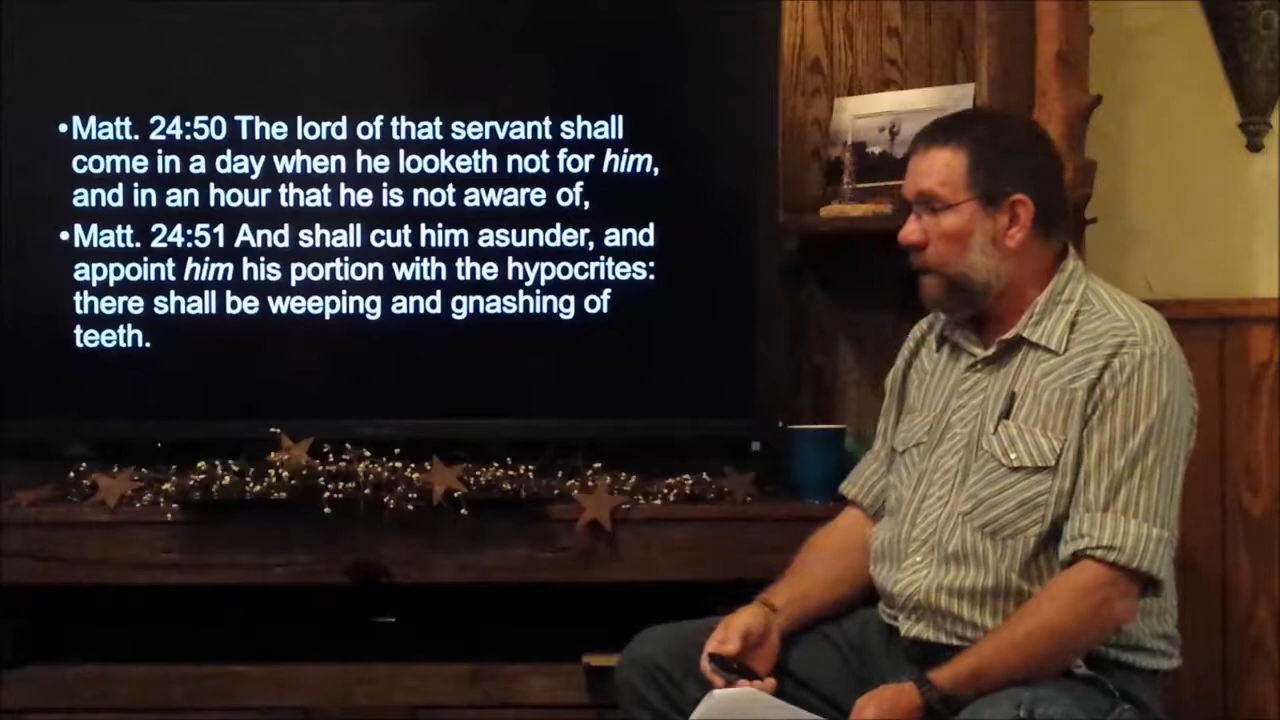 •Matt. 24:50 The lord of that servant shall
come in a day when he looketh not for him,
and in an hour that he is not aware of,
•Matt. 24:51 And shall cut him asunder, and
appoint him his portion with the hypocrites:
there shall be weeping and gnashing of
teeth.